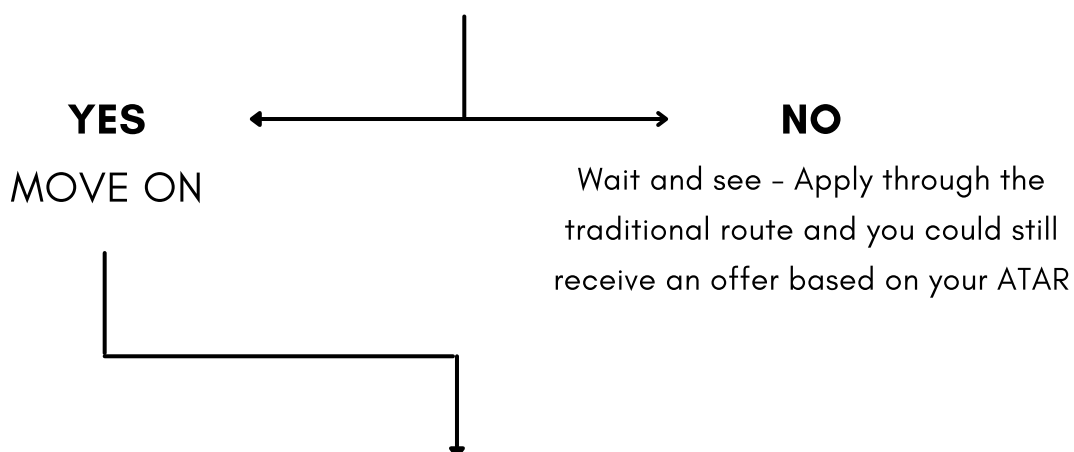 YES
NO
MOVE ON
Wait and see - Apply through the
traditional route and you could still
receive an offer based on your ATAR